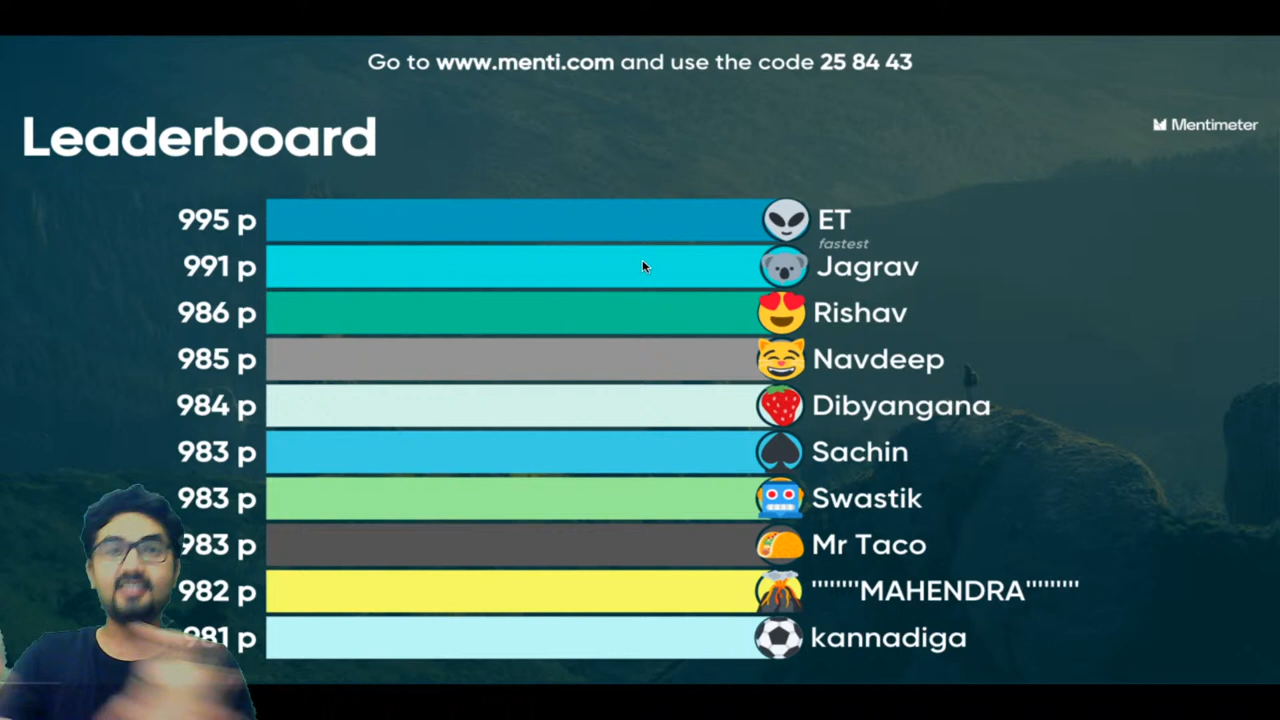 Go to www.menti.com and use the code 25 84 43
Leaderboard
Mentimeter
995 p ET
fastest
991 p Jagrav
986 p Rishav
985 p Navdeep
984 p Dibyangana
983 p Sachin
983 p Swastik
983 p Mr Taco
982 p """"MAHENDRA""""'
981 p kannadiga